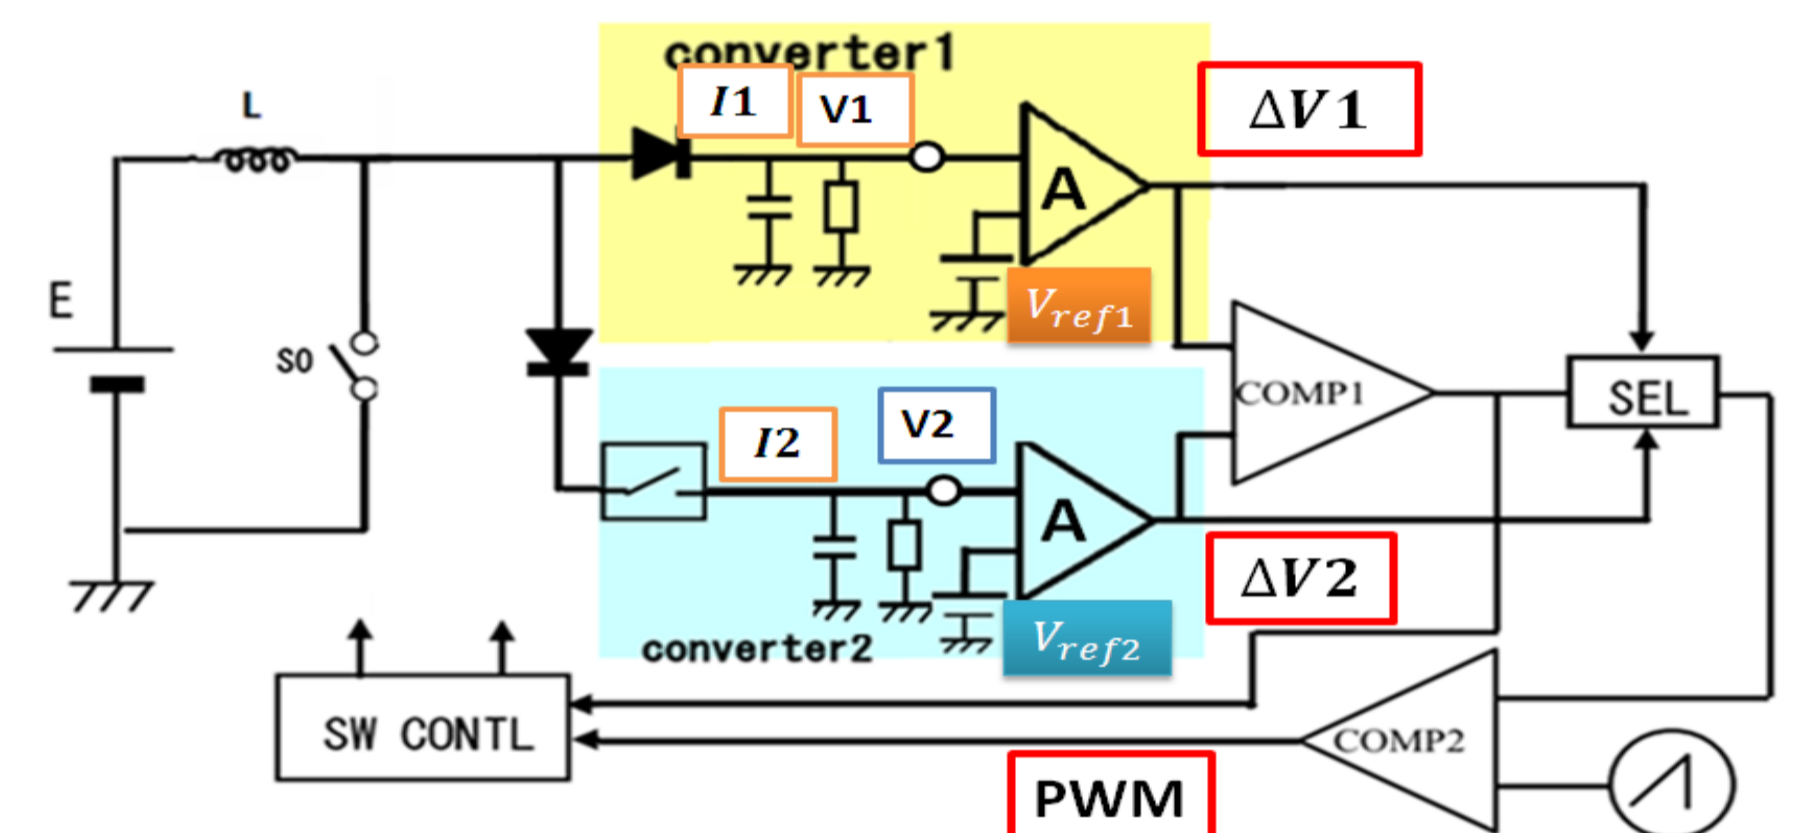 converter1
I1
V1
ΔV1
L
A
E
Vref1
S0
COMP1
SEL
I2
V2
A
ΔV2
converter2
Vref2
SW CONTL
COMP2
PWM